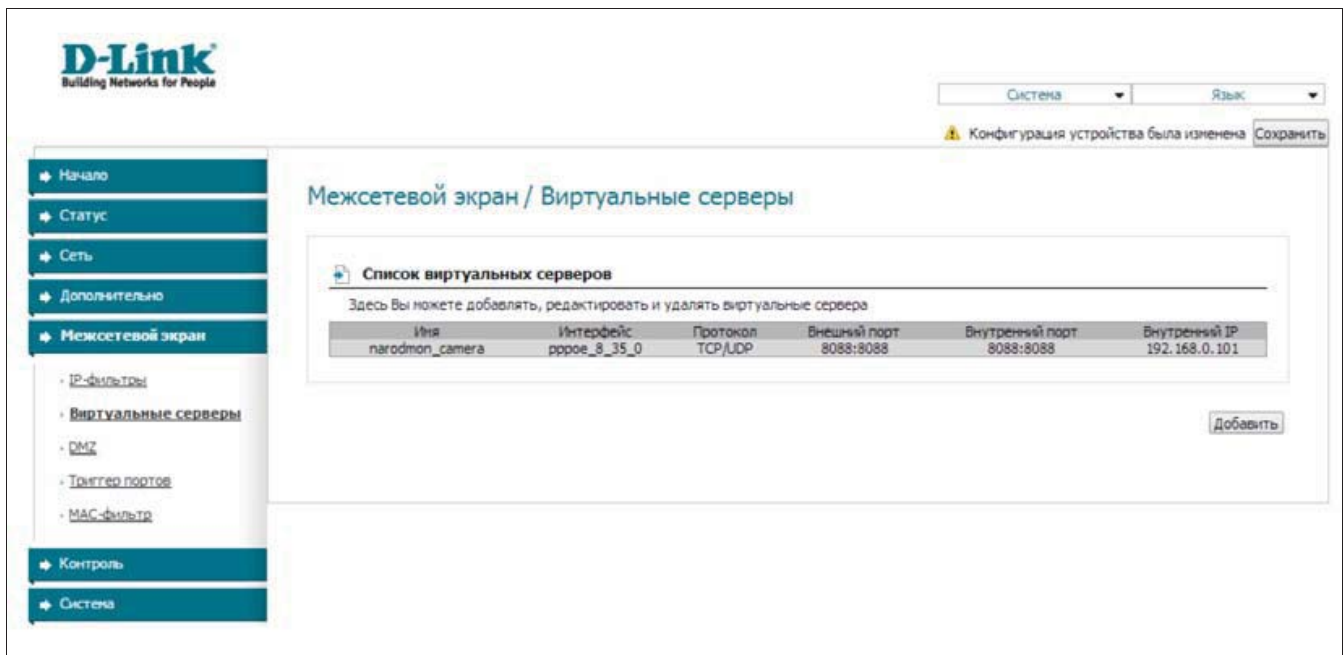 D-Link
Building Networks for People
Система Язык
Конфигурация устройства была изменена Сохранить
Начало
Статус
Сеть
Дополнительно
Межсетевой экран
IP-фильтры
Виртуальные серверы
DMZ
Триггер портов
MAC-фильтр
Контроль
Система
Межсетевой экран / Виртуальные серверы
Список виртуальных серверов
Здесь Вы можете добавлять, редактировать и удалять виртуальные сервера
Имя Интерфейс Протокол Внешний порт Внутренний порт Внутренний IP
narodmon_camera pppoe_8_35_0 TCP/UDP 8088:8088 8088:8088 192.168.0.101
Добавить